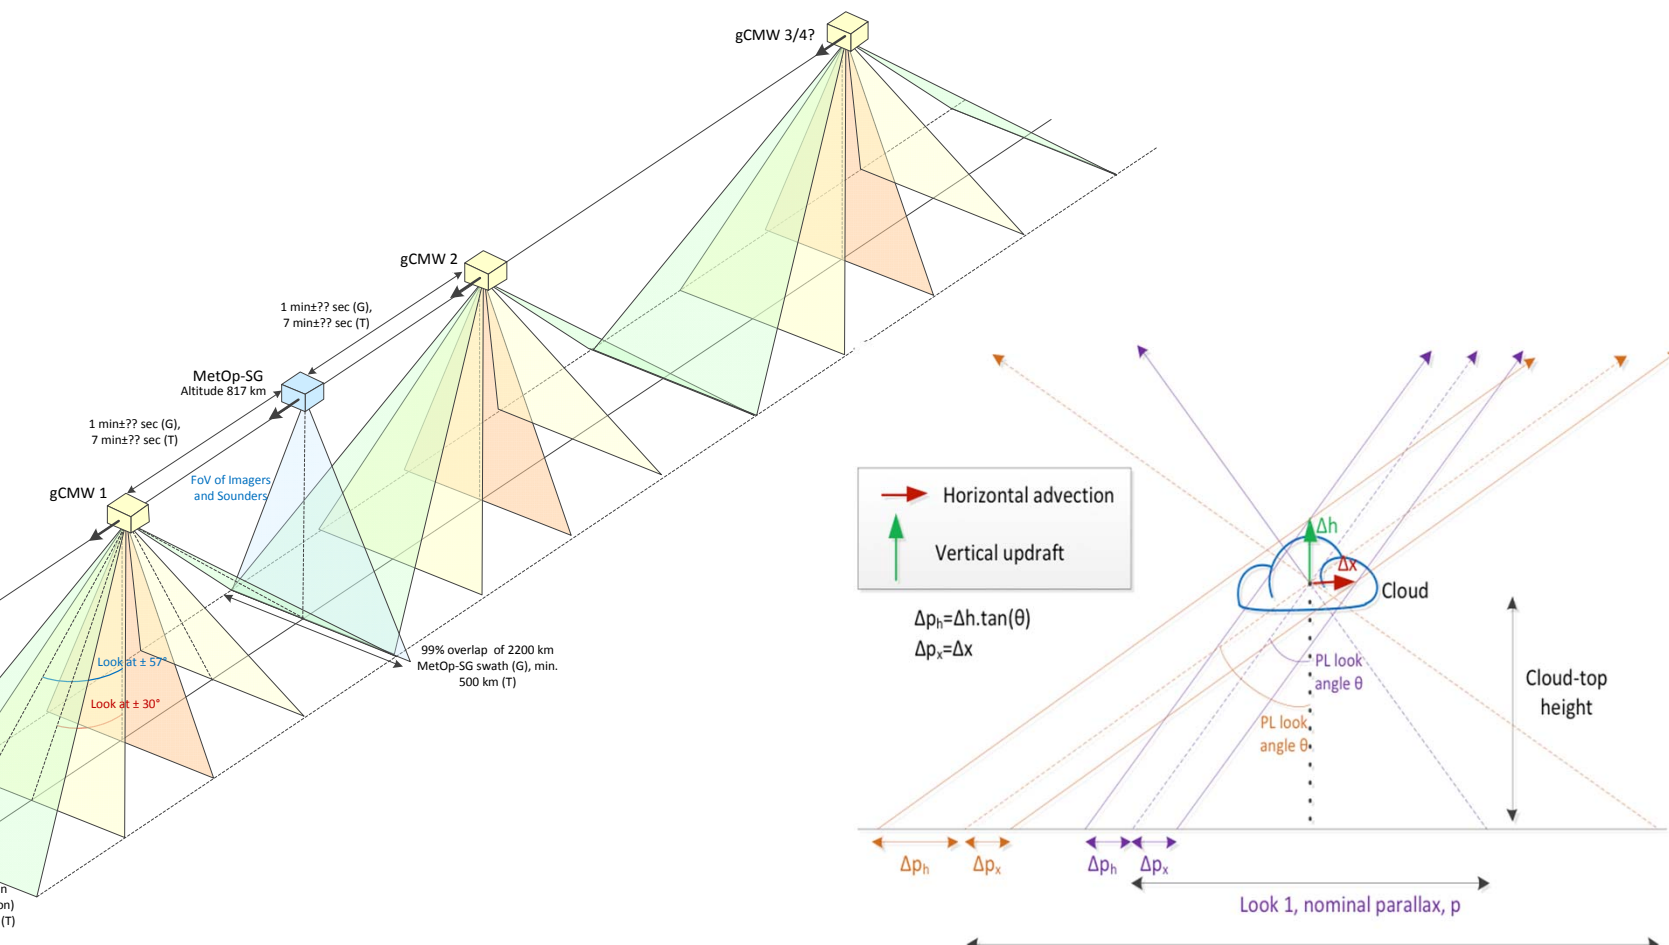 gCMW 3/4?
gCMW 2
1 min±?? sec (G),
7 min±?? sec (T)
MetOp-SG
Altitude 817 km
1 min±?? sec (G),
7 min±?? sec (T)
FoV of Imagers
and Sounders
gCMW 1
99% overlap of 2200 km
MetOp-SG swath (G), min.
500 km (T)
Look at ± 57°
Look at ± 30°
n
on)
(T)
Horizontal advection
Vertical updraft
Δpₕ=Δh.tan(θ)
Δpₓ=Δx
Δh
Δx
Cloud
PL look
angle θ
PL look
angle θ
Cloud-top
height
Δpₕ
Δpₓ
Δpₕ
Δpₓ
Look 1, nominal parallax, p